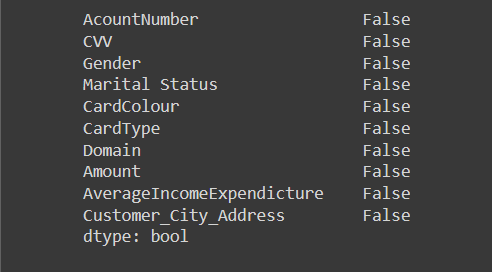 AcountNumber False
CVV False
Gender False
Marital Status False
CardColour False
CardType False
Domain False
Amount False
AverageIncomeExpendicture False
Customer_City_Address False
dtype: bool